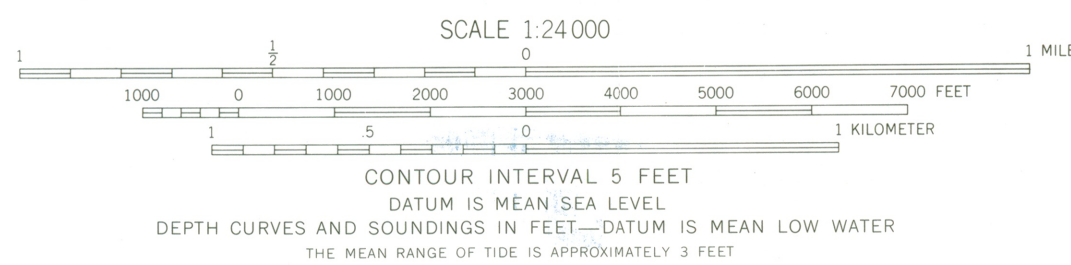 SCALE 1:24 000
1 1/2 0 1 MILE
1000 0 1000 2000 3000 4000 5000 6000 7000 FEET
1 .5 0 1 KILOMETER
CONTOUR INTERVAL 5 FEET
DATUM IS MEAN SEA LEVEL
DEPTH CURVES AND SOUNDINGS IN FEET—DATUM IS MEAN LOW WATER
THE MEAN RANGE OF TIDE IS APPROXIMATELY 3 FEET